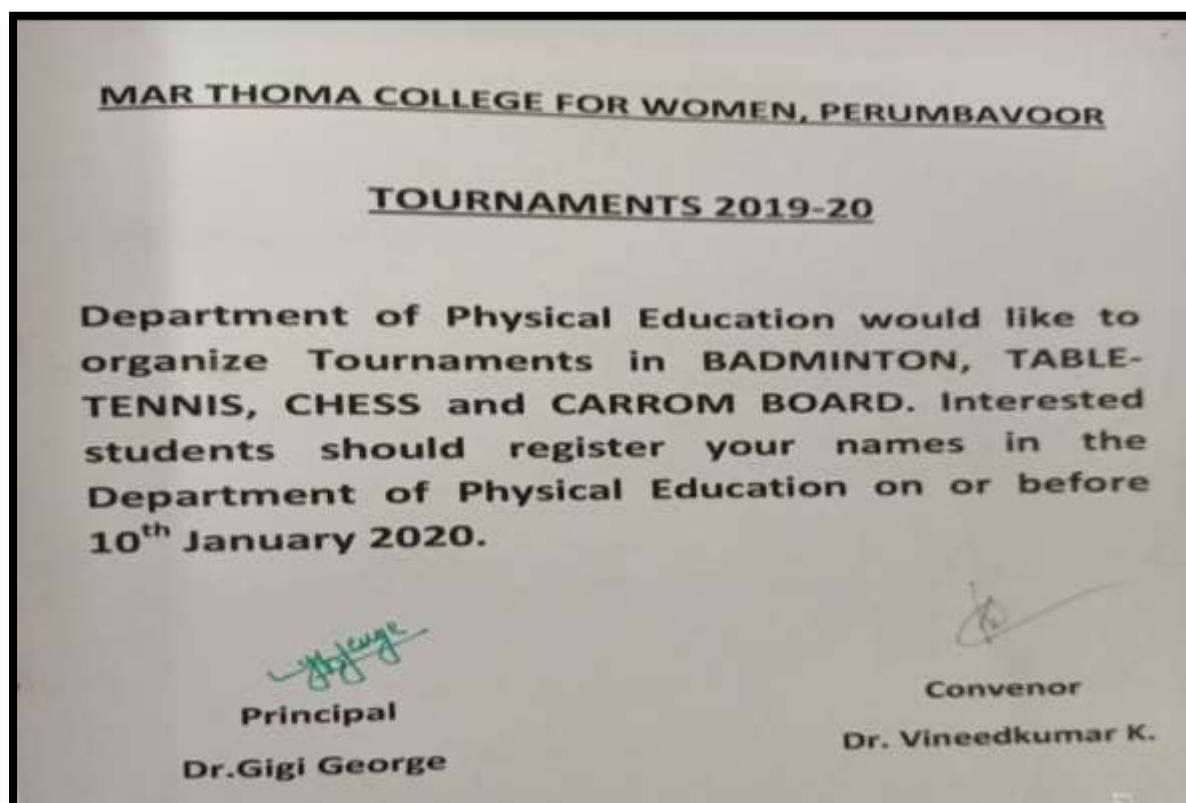 MAR THOMA COLLEGE FOR WOMEN, PERUMBAVOOR
TOURNAMENTS 2019-20
Department of Physical Education would like to
organize Tournaments in BADMINTON, TABLE-
TENNIS, CHESS and CARROM BOARD. Interested
students should register your names in the
Department of Physical Education on or before
10th January 2020.
Principal
Convenor
Dr.Gigi George
Dr. Vineedkumar K.